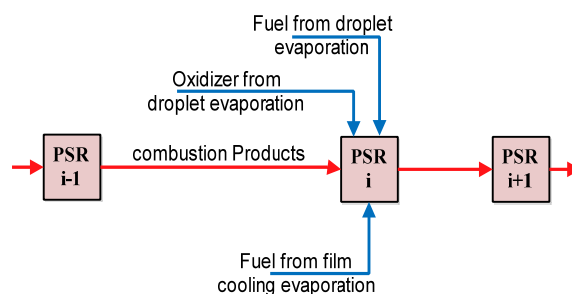 Fuel from droplet
evaporation
Oxidizer from
droplet evaporation
PSR
i-1
combustion Products
PSR
i
PSR
i+1
Fuel from film
cooling evaporation